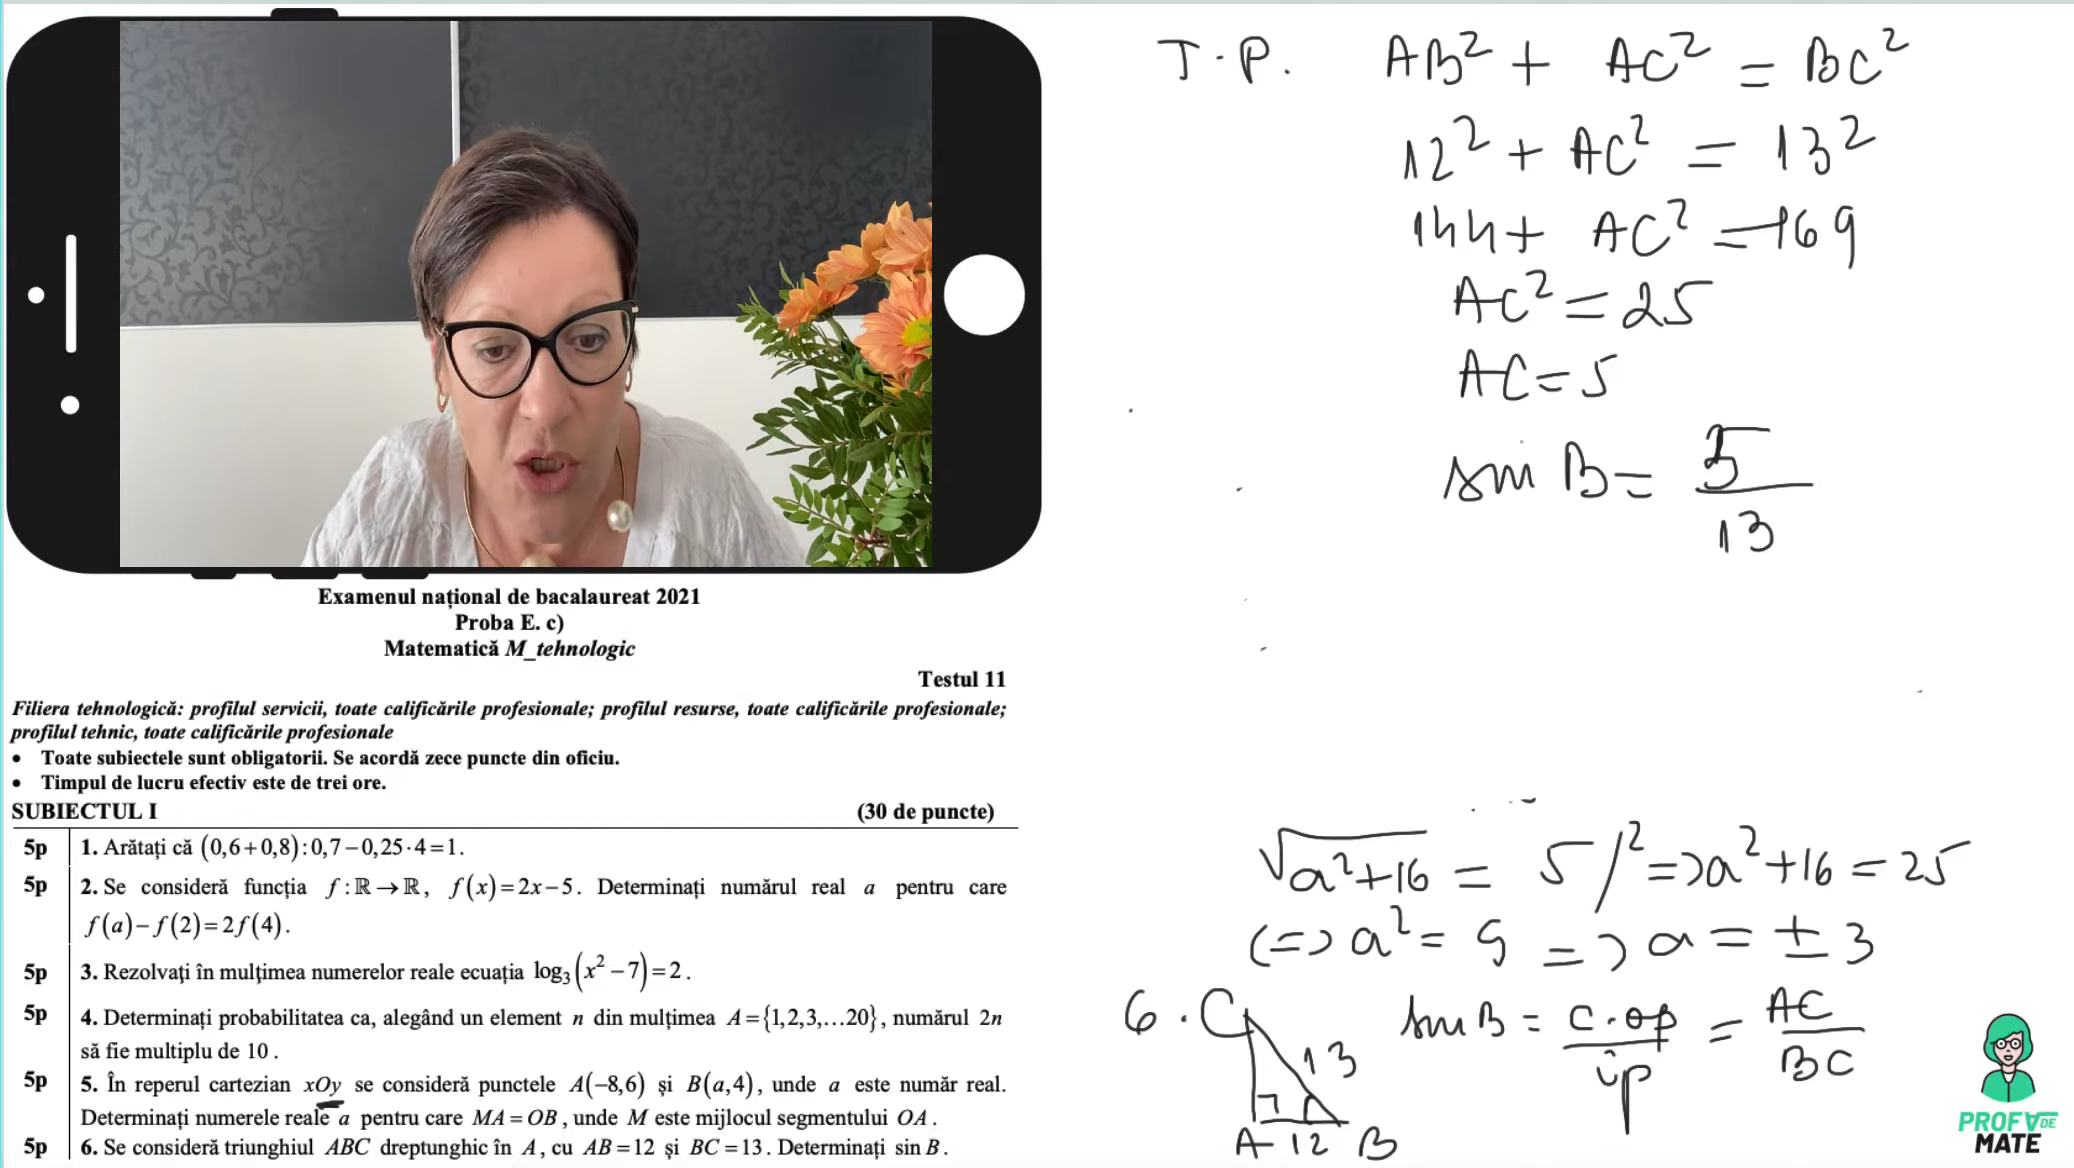 Examenul național de bacalaureat 2021
Proba E. c)
Matematică M_tehnologic
Testul 11
Filiera tehnologică: profilul servicii, toate calificările profesionale; profilul resurse, toate calificările profesionale;
profilul tehnic, toate calificările profesionale
• Toate subiectele sunt obligatorii. Se acordă zece puncte din oficiu.
• Timpul de lucru efectiv este de trei ore.
SUBIECTUL I (30 de puncte)
5p 1. Arătați că (0,6+0,8):0,7−0,25·4=1.
5p 2. Se consideră funcția f:ℝ→ℝ, f(x)=2x−5. Determinați numărul real a pentru care
f(a)−f(2)=2f(4).
5p 3. Rezolvați în mulțimea numerelor reale ecuația log₃(x²−7)=2.
5p 4. Determinați probabilitatea ca, alegând un element n din mulțimea A={1,2,3,…20}, numărul 2n
să fie multiplu de 10.
5p 5. În reperul cartezian xOy se consideră punctele A(−8,6) și B(a,4), unde a este număr real.
Determinați numerele reale a pentru care MA=OB, unde M este mijlocul segmentului OA.
5p 6. Se consideră triunghiul ABC dreptunghic în A, cu AB=12 și BC=13. Determinați sin B.
T.P. AB² + AC² = BC²
12² + AC² = 13²
144 + AC² = 169
AC² = 25
AC = 5
sin B = 5/13
√(a²+16) = 5 /² => a²+16 = 25
(=> a² = 9 => a = ± 3
6. C sin B = c.op/ip = AC/BC
13
A 12 B
PROFA DE
MATE